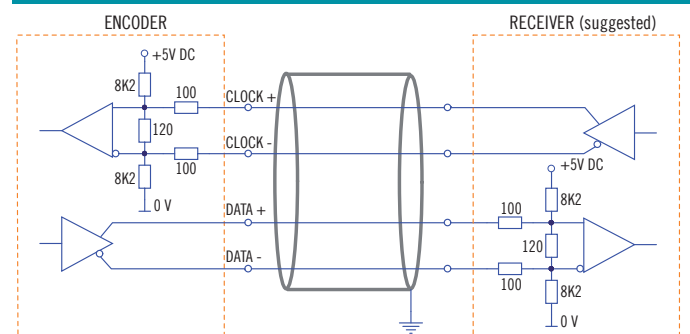 ENCODER
RECEIVER (suggested)
+5V DC
8K2
100
CLOCK +
120
CLOCK -
100
8K2
0 V
DATA +
DATA -
+5V DC
8K2
100
120
100
8K2
0 V